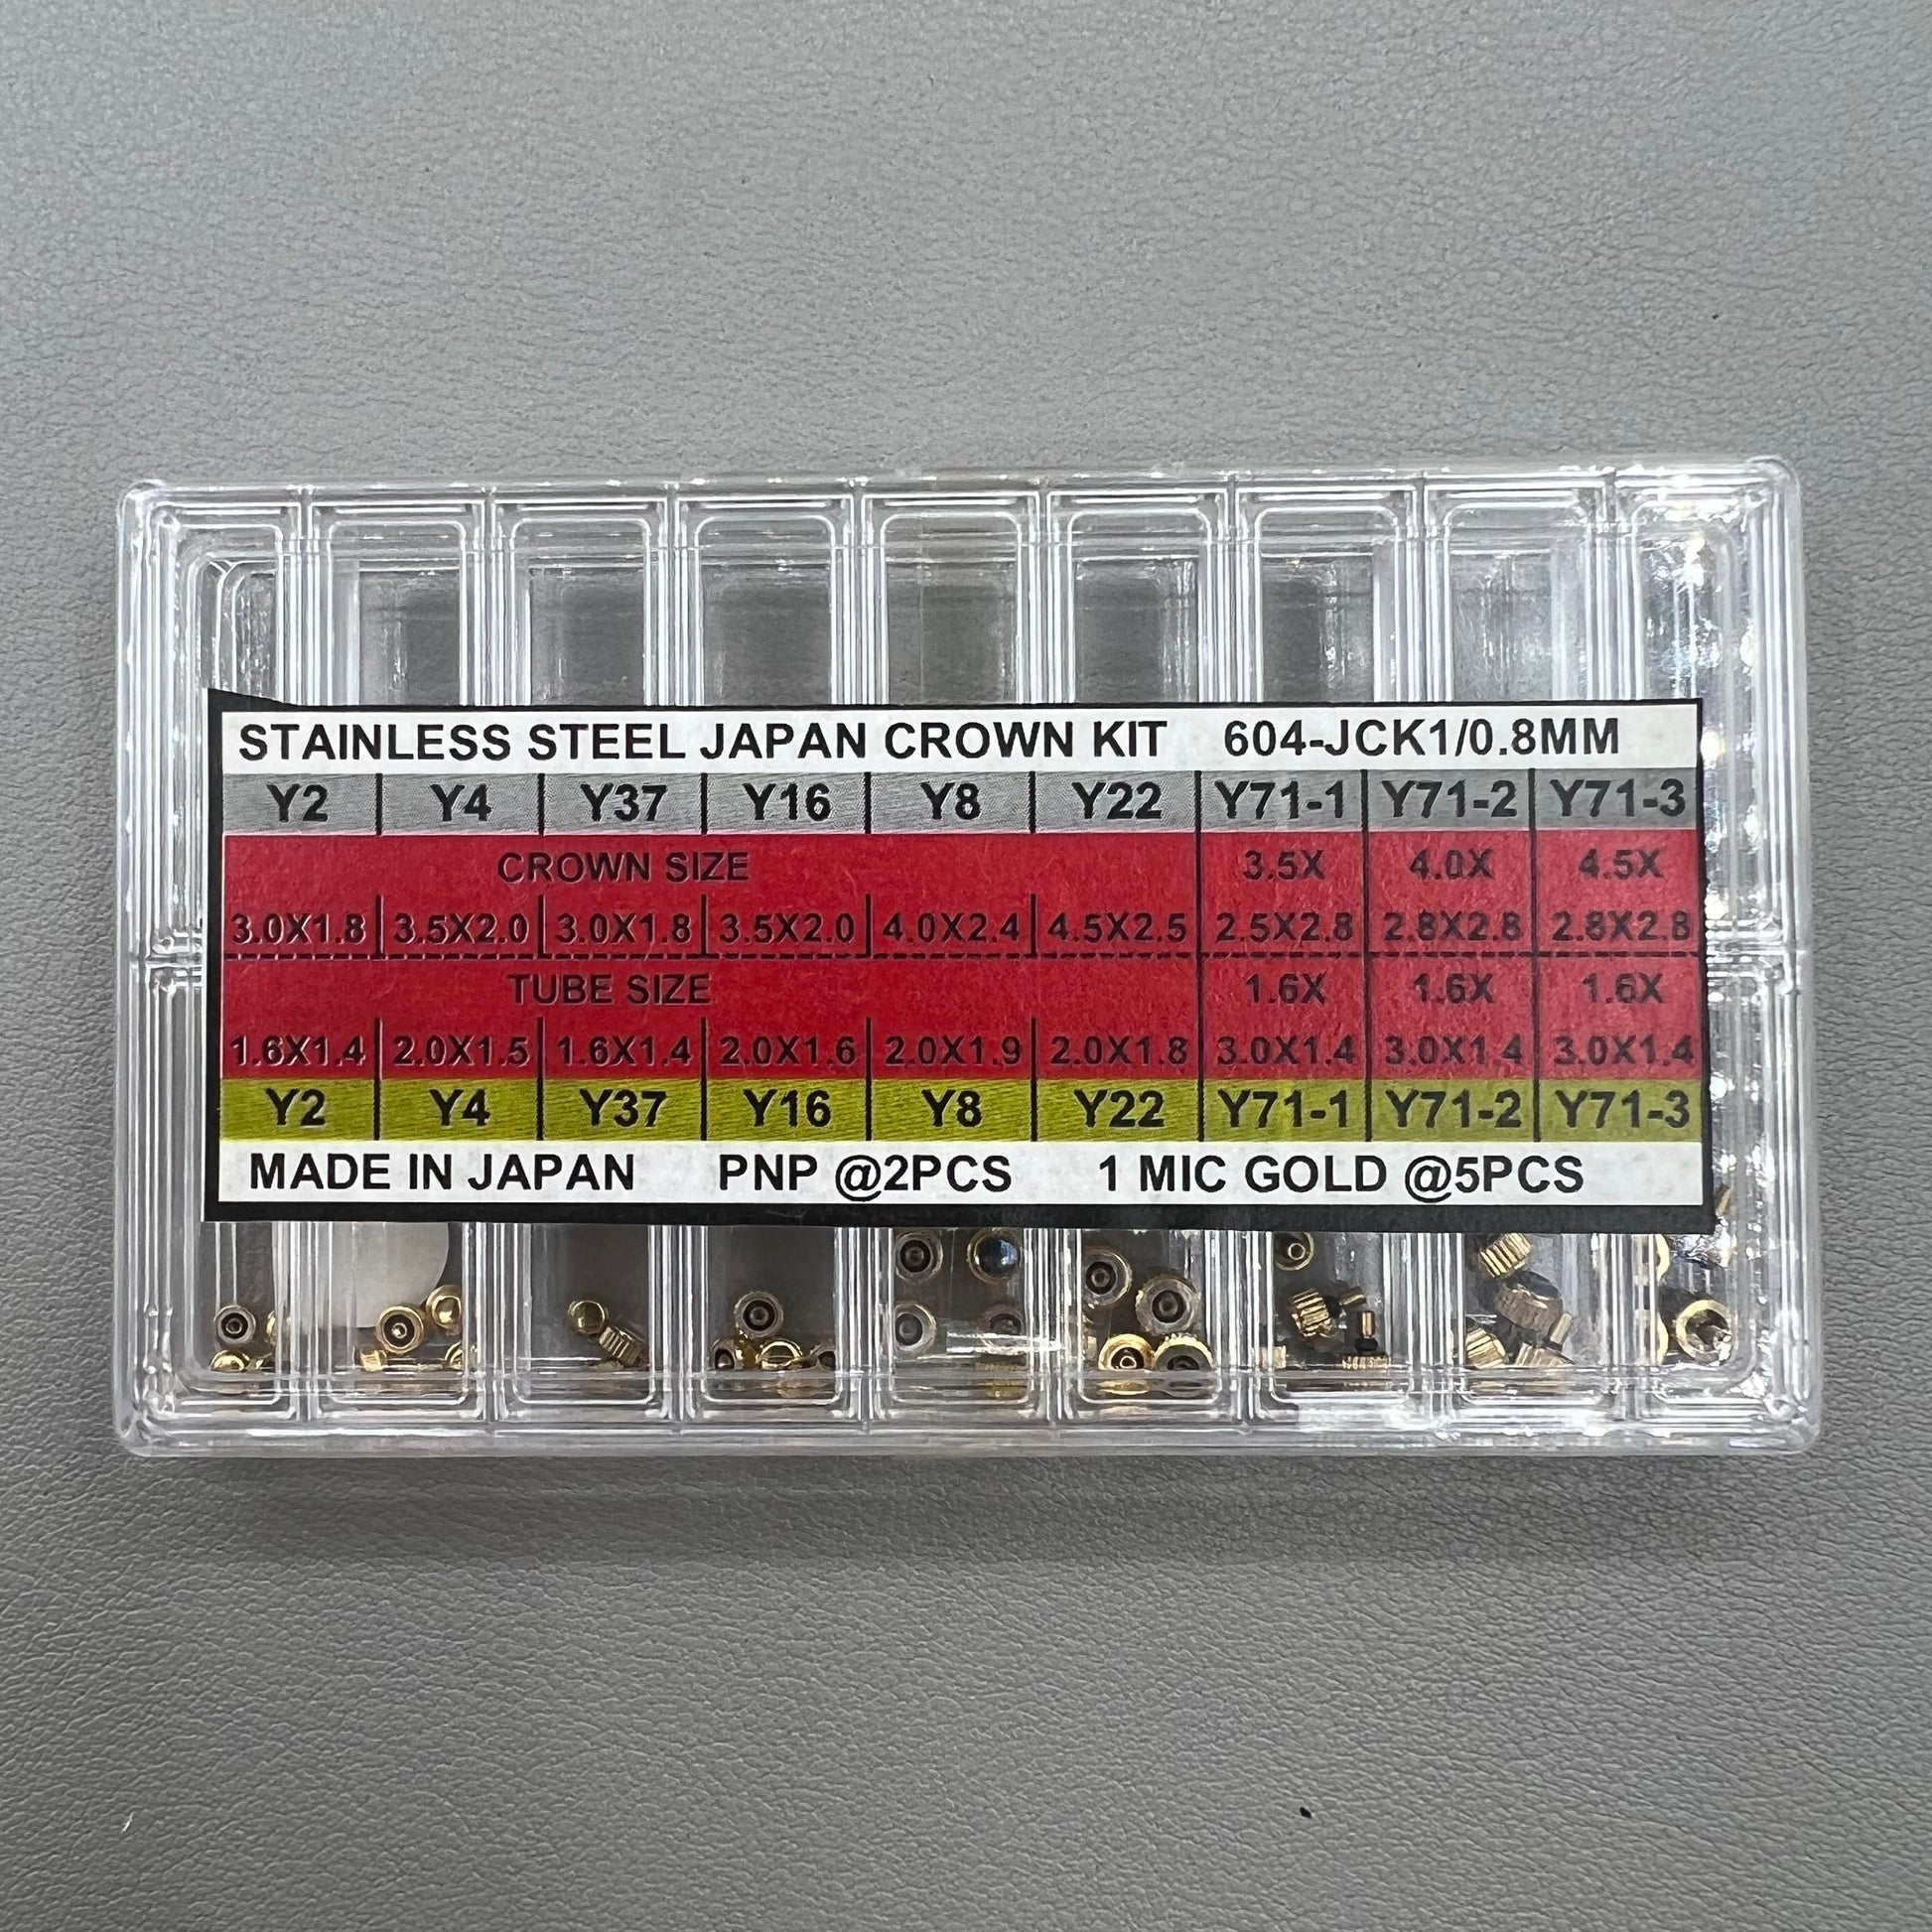 STAINLESS STEEL JAPAN CROWN KIT 604-JCK1/0.8MM
Y2 Y4 Y37 Y16 Y8 Y22 Y71-1 Y71-2 Y71-3
CROWN SIZE 3.5X 4.0X 4.5X
3.0X1.8 3.5X2.0 3.0X1.8 3.5X2.0 4.0X2.4 4.5X2.5 2.5X2.8 2.8X2.8 2.8X2.8
TUBE SIZE 1.6X 1.6X 1.6X
1.6X1.4 2.0X1.5 1.6X1.4 2.0X1.6 2.0X1.9 2.0X1.8 3.0X1.4 3.0X1.4 3.0X1.4
Y2 Y4 Y37 Y16 Y8 Y22 Y71-1 Y71-2 Y71-3
MADE IN JAPAN PNP @2PCS 1 MIC GOLD @5PCS